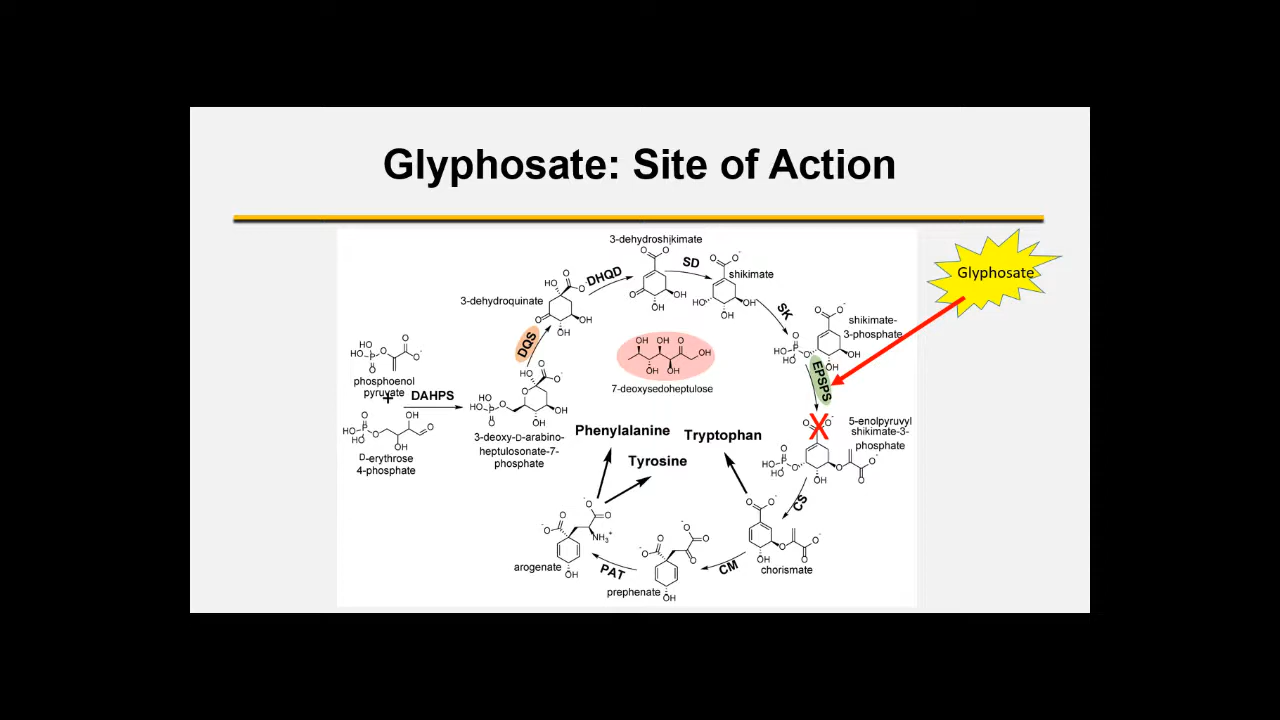 Glyphosate: Site of Action
3-dehydroshikimate
SD
shikimate
DHQD
3-dehydroquinate
SK
shikimate-
3-phosphate
Glyphosate
DQS
EPSPS
7-deoxysedoheptulose
phosphoenol
pyruvate
+
DAHPS
D-erythrose
4-phosphate
3-deoxy-D-arabino-
heptulosonate-7-
phosphate
Phenylalanine
Tryptophan
Tyrosine
X
5-enolpyruvyl
shikimate-3-
phosphate
CS
chorismate
CM
prephenate
PAT
arogenate